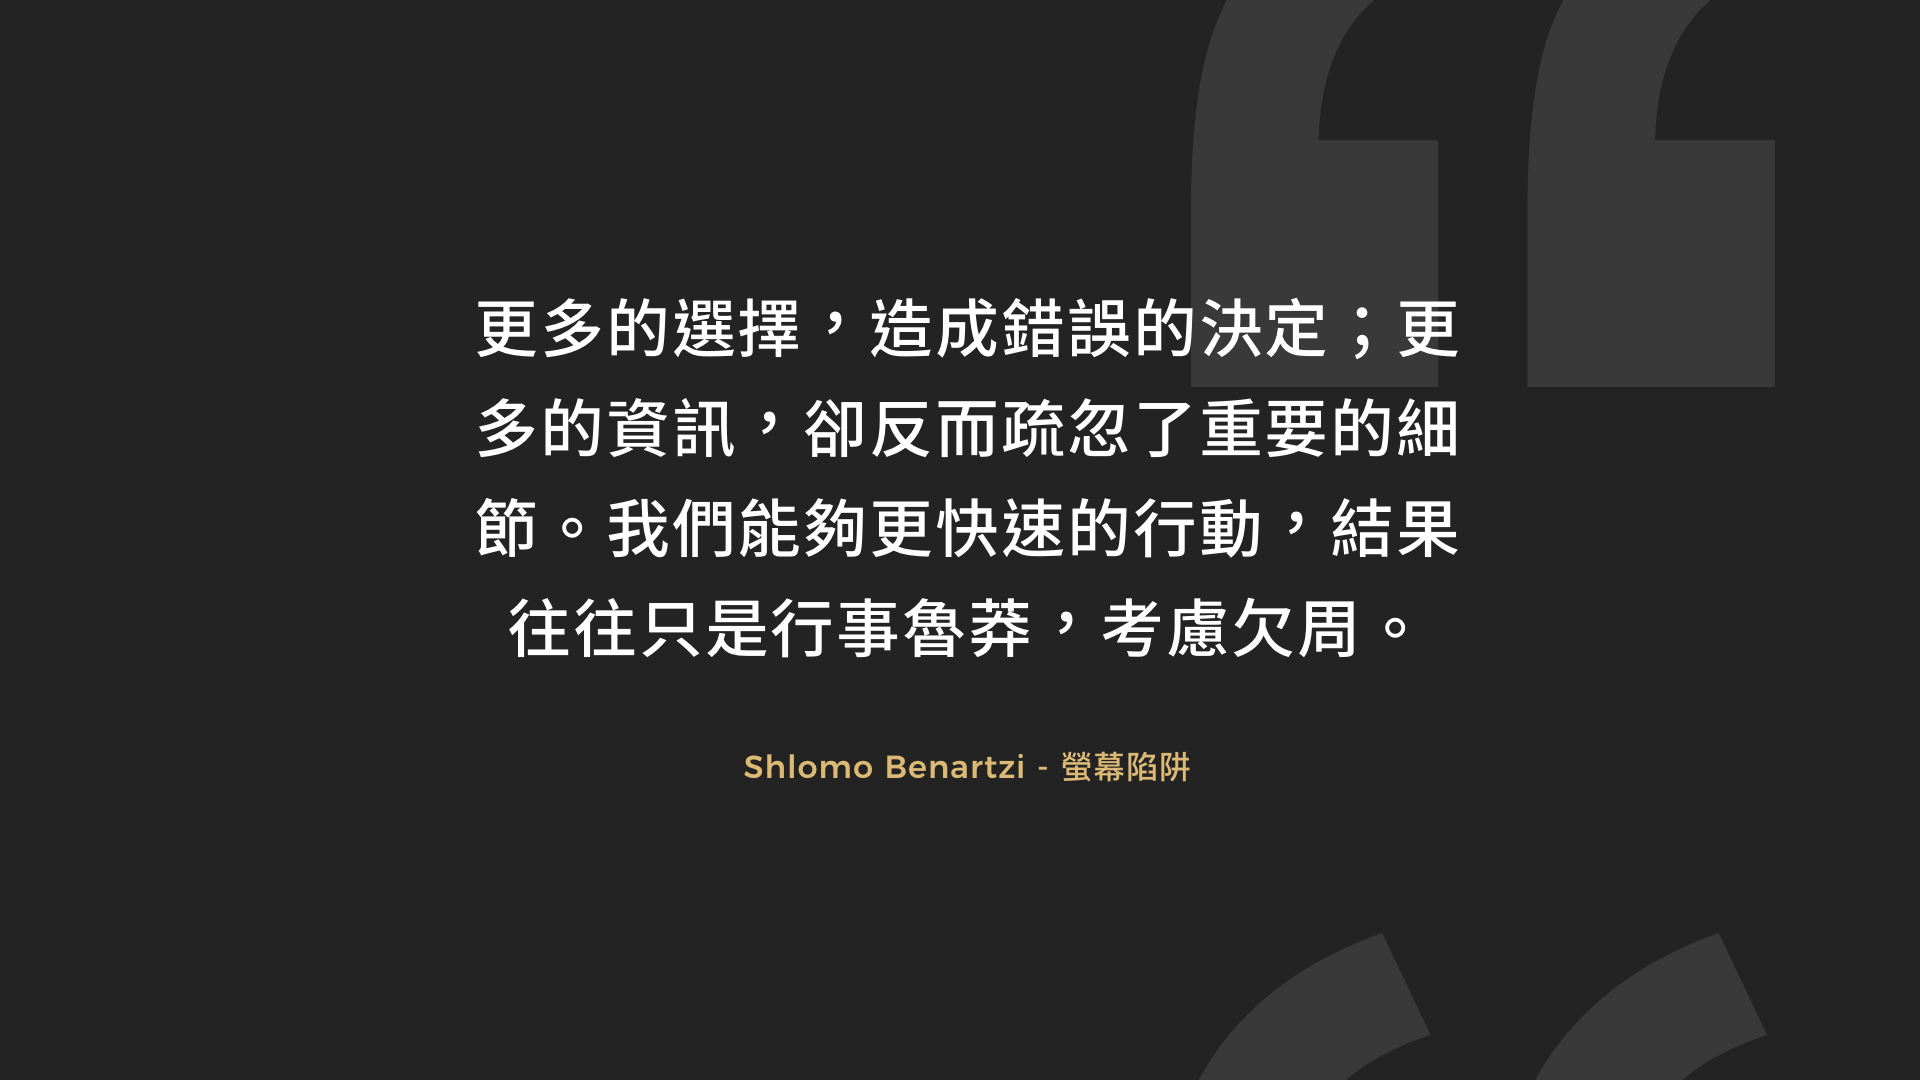 更多的選擇，造成錯誤的決定；更
多的資訊，卻反而疏忽了重要的細
節。我們能夠更快速的行動，結果
往往只是行事魯莽，考慮欠周。
Shlomo Benartzi - 螢幕陷阱